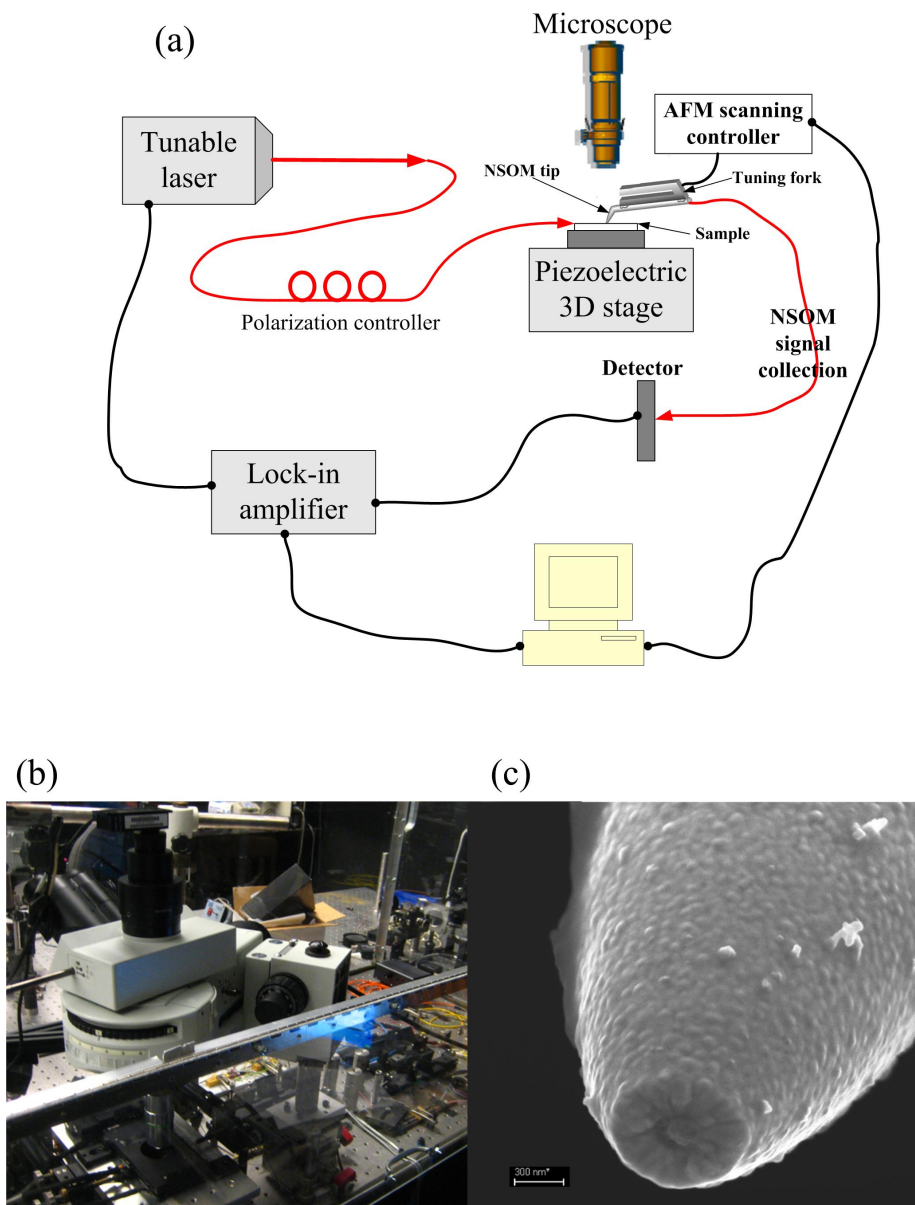 (a)
Microscope
Tunable
laser
AFM scanning
controller
NSOM tip
Tuning fork
Sample
Piezoelectric
3D stage
Polarization controller
NSOM
signal
collection
Detector
Lock-in
amplifier
(b)
(c)
300 nm*